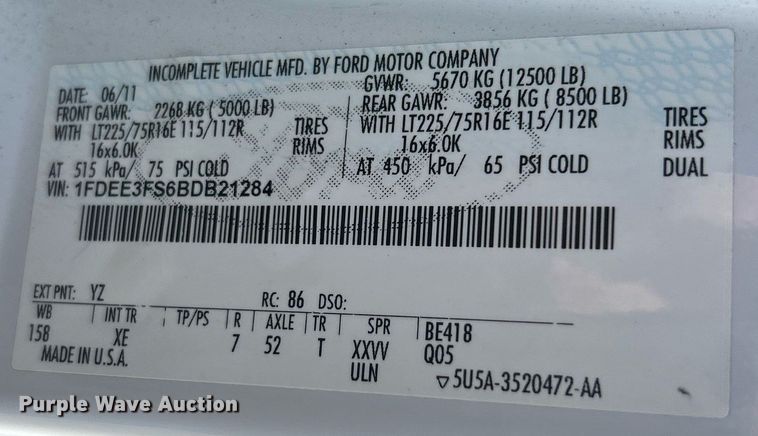 INCOMPLETE VEHICLE MFD. BY FORD MOTOR COMPANY
DATE: 06/11 GVWR: 5670 KG (12500 LB)
FRONT GAWR: 2268 KG ( 5000 LB) REAR GAWR: 3856 KG ( 8500 LB)
WITH LT225/75R16E 115/112R TIRES WITH LT225/75R16E 115/112R TIRES
16x6.0K RIMS 16x6.0K RIMS
AT 515 kPa/ 75 PSI COLD AT 450 kPa/ 65 PSI COLD DUAL
VIN: 1FDEE3FS6BDB21284
EXT PNT: YZ RC: 86 DSO:
WB INT TR TP/PS R AXLE TR SPR BE418
158 XE 7 52 T XXVV Q05
MADE IN U.S.A. ULN 5U5A-3520472-AA
Purple Wave Auction